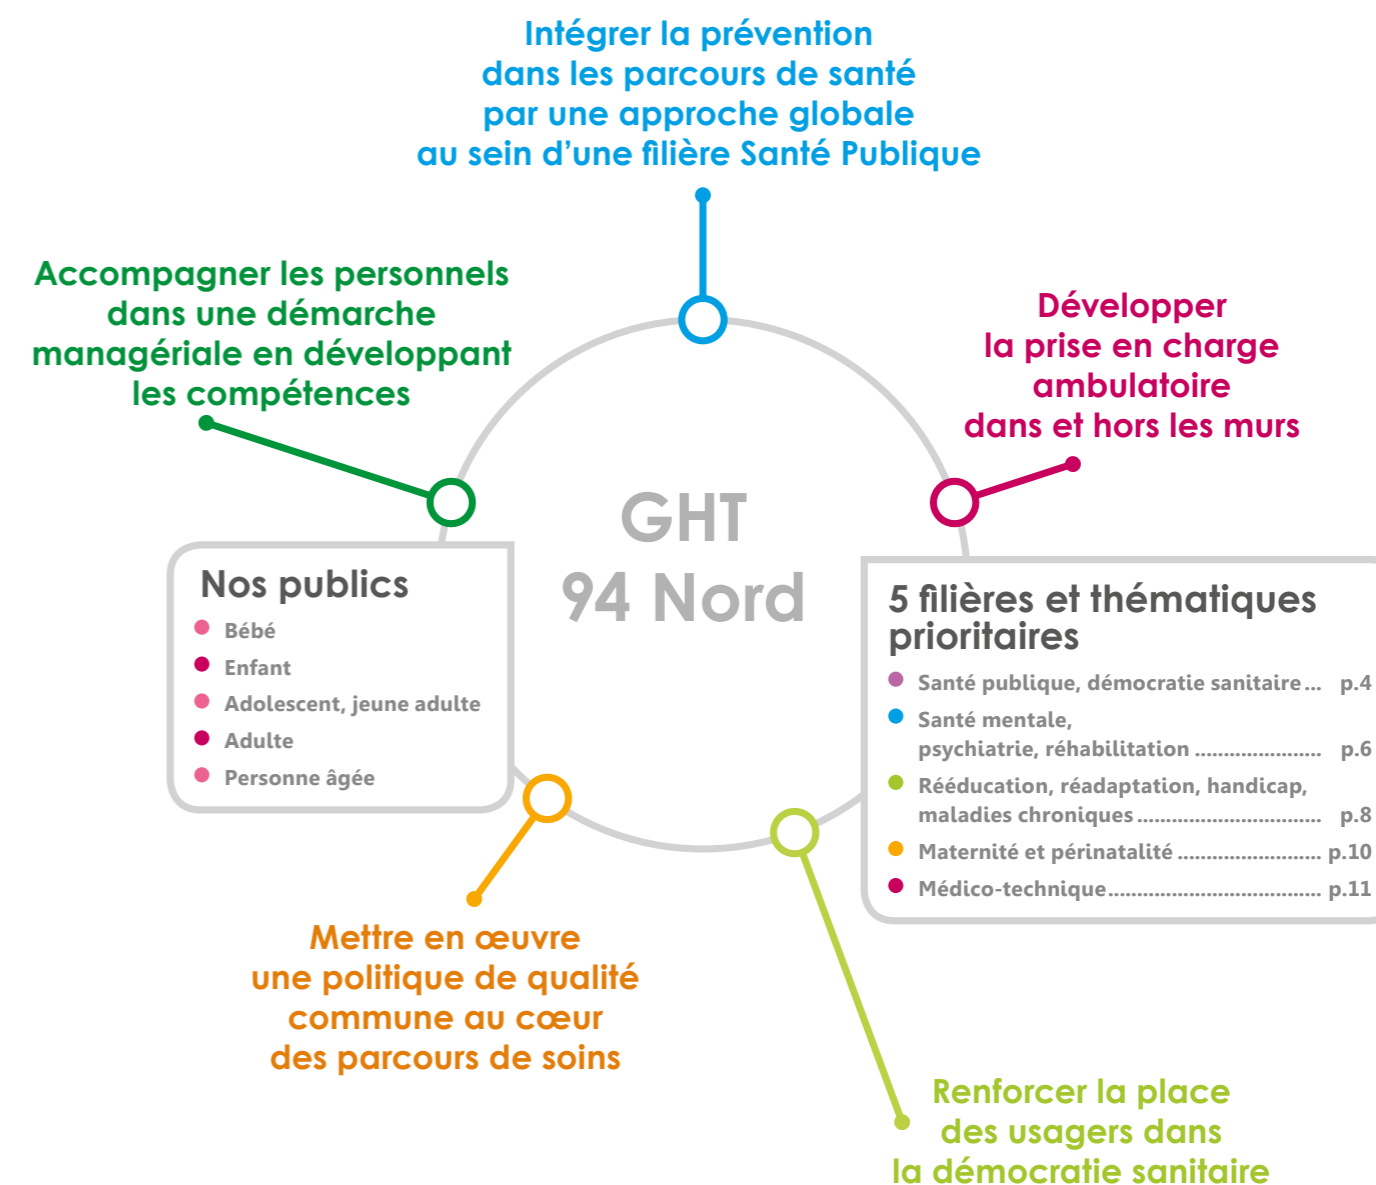 Intégrer la prévention
dans les parcours de santé
par une approche globale
au sein d'une filière Santé Publique
Accompagner les personnels
dans une démarche
managériale en développant
les compétences
Développer
la prise en charge
ambulatoire
dans et hors les murs
GHT
94 Nord
Nos publics
Bébé
Enfant
Adolescent, jeune adulte
Adulte
Personne âgée
5 filières et thématiques
prioritaires
Santé publique, démocratie sanitaire... p.4
Santé mentale,
psychiatrie, réhabilitation ...................... p.6
Rééducation, réadaptation, handicap,
maladies chroniques ................................ p.8
Maternité et périnatalité ......................... p.10
Médico-technique..................................... p.11
Mettre en œuvre
une politique de qualité
commune au cœur
des parcours de soins
Renforcer la place
des usagers dans
la démocratie sanitaire